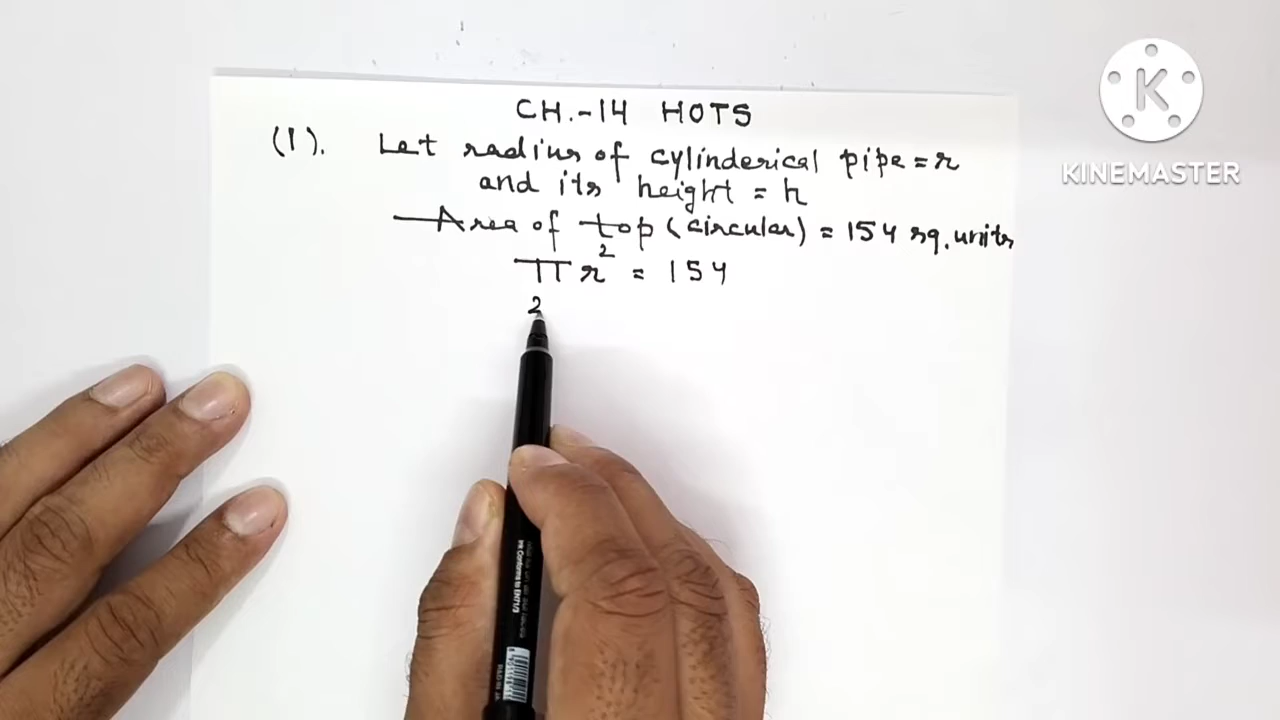 CH.-14 HOTS
(1). Let radius of cylinderical pipe = r
and its height = h
Area of top (circular) = 154 sq. units
πr² = 154
2
K
KINEMASTER